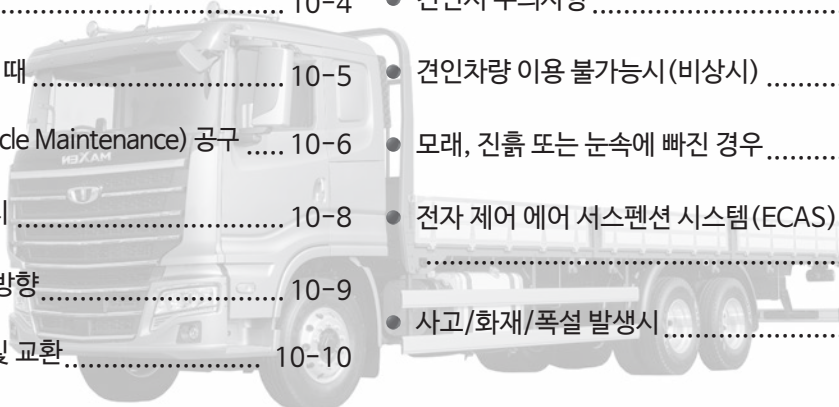 10-4
때 10-5
cle Maintenance) 공구 ..... 10-6
10-8
방향 10-9
및 교환 10-10
견인차량 이용 불가능시(비상시)
모래, 진흙 또는 눈속에 빠진 경우
전자 제어 에어 서스펜션 시스템(ECAS)
사고/화재/폭설 발생시
MAXEN